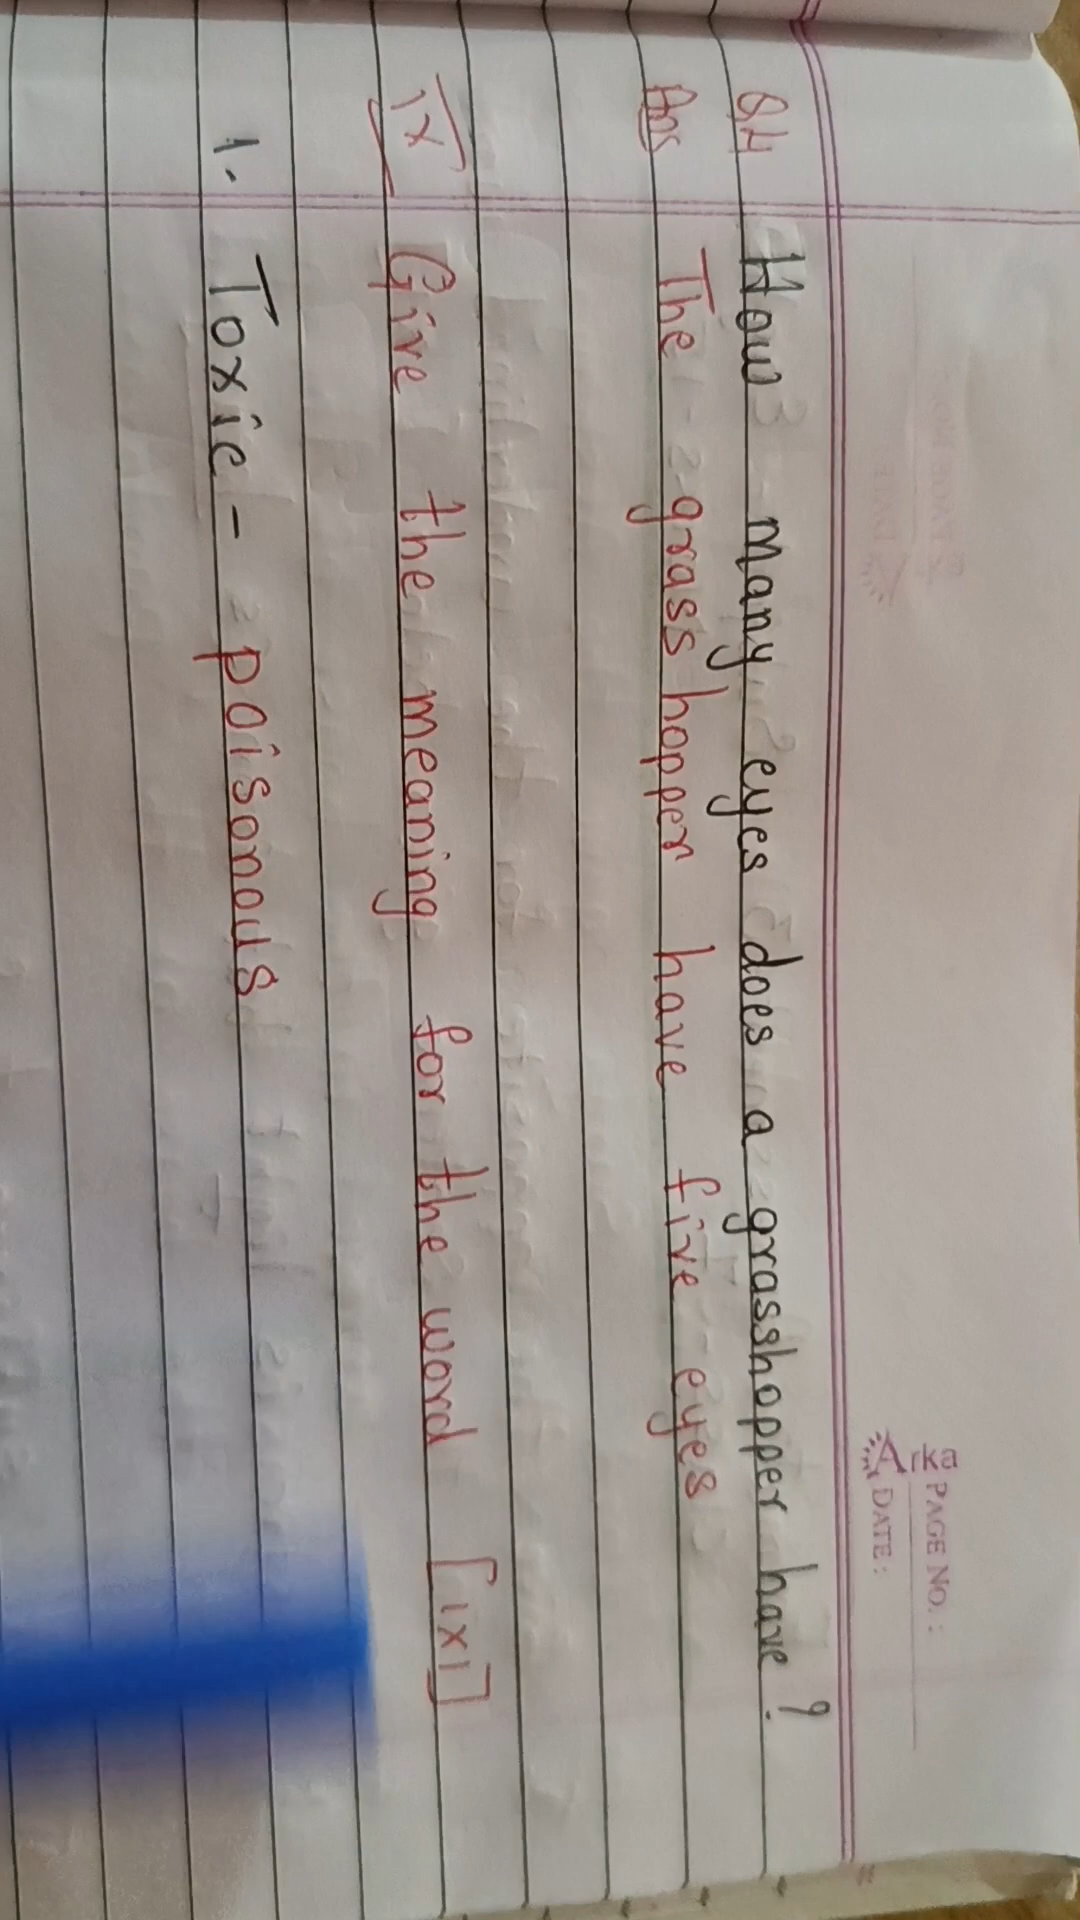 Arka PAGE NO.:
DATE:
Q4 How many eyes does a grasshopper have?
Ans The grasshopper have five eyes
IX Give the meaning for the word [1x1]
1. Toxic - poisonous